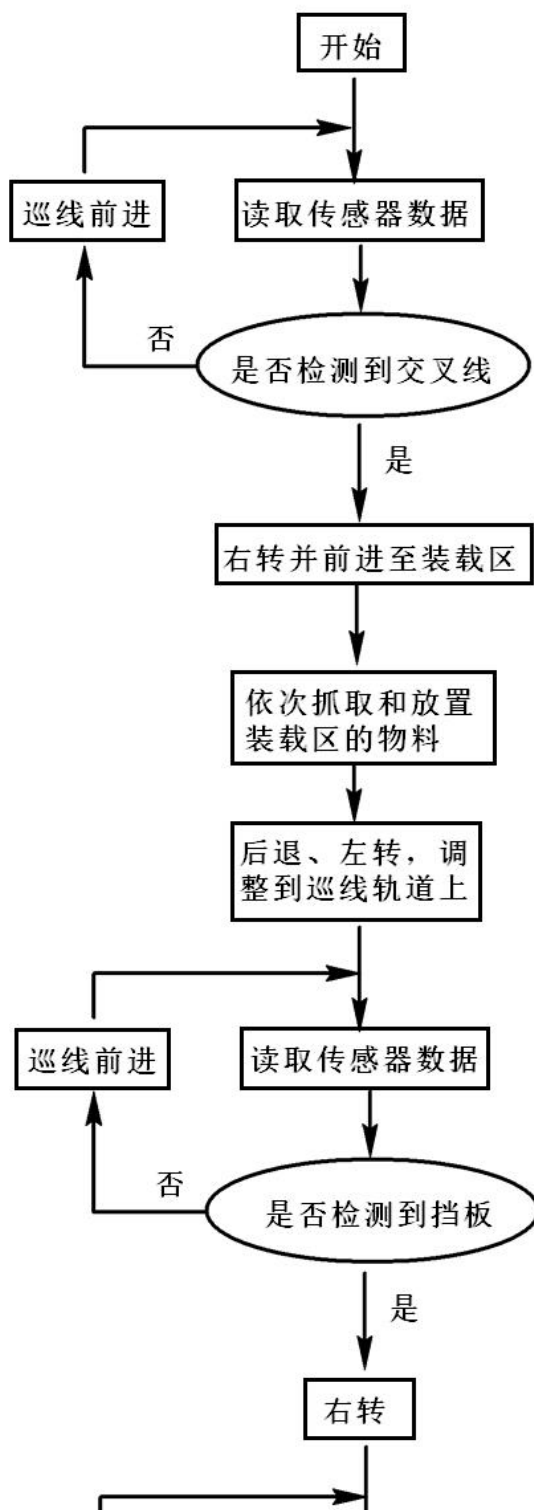 开始
巡线前进
读取传感器数据
否
是否检测到交叉线
是
右转并前进至装载区
依次抓取和放置
装载区的物料
后退、左转，调
整到巡线轨道上
巡线前进
读取传感器数据
否
是否检测到挡板
是
右转